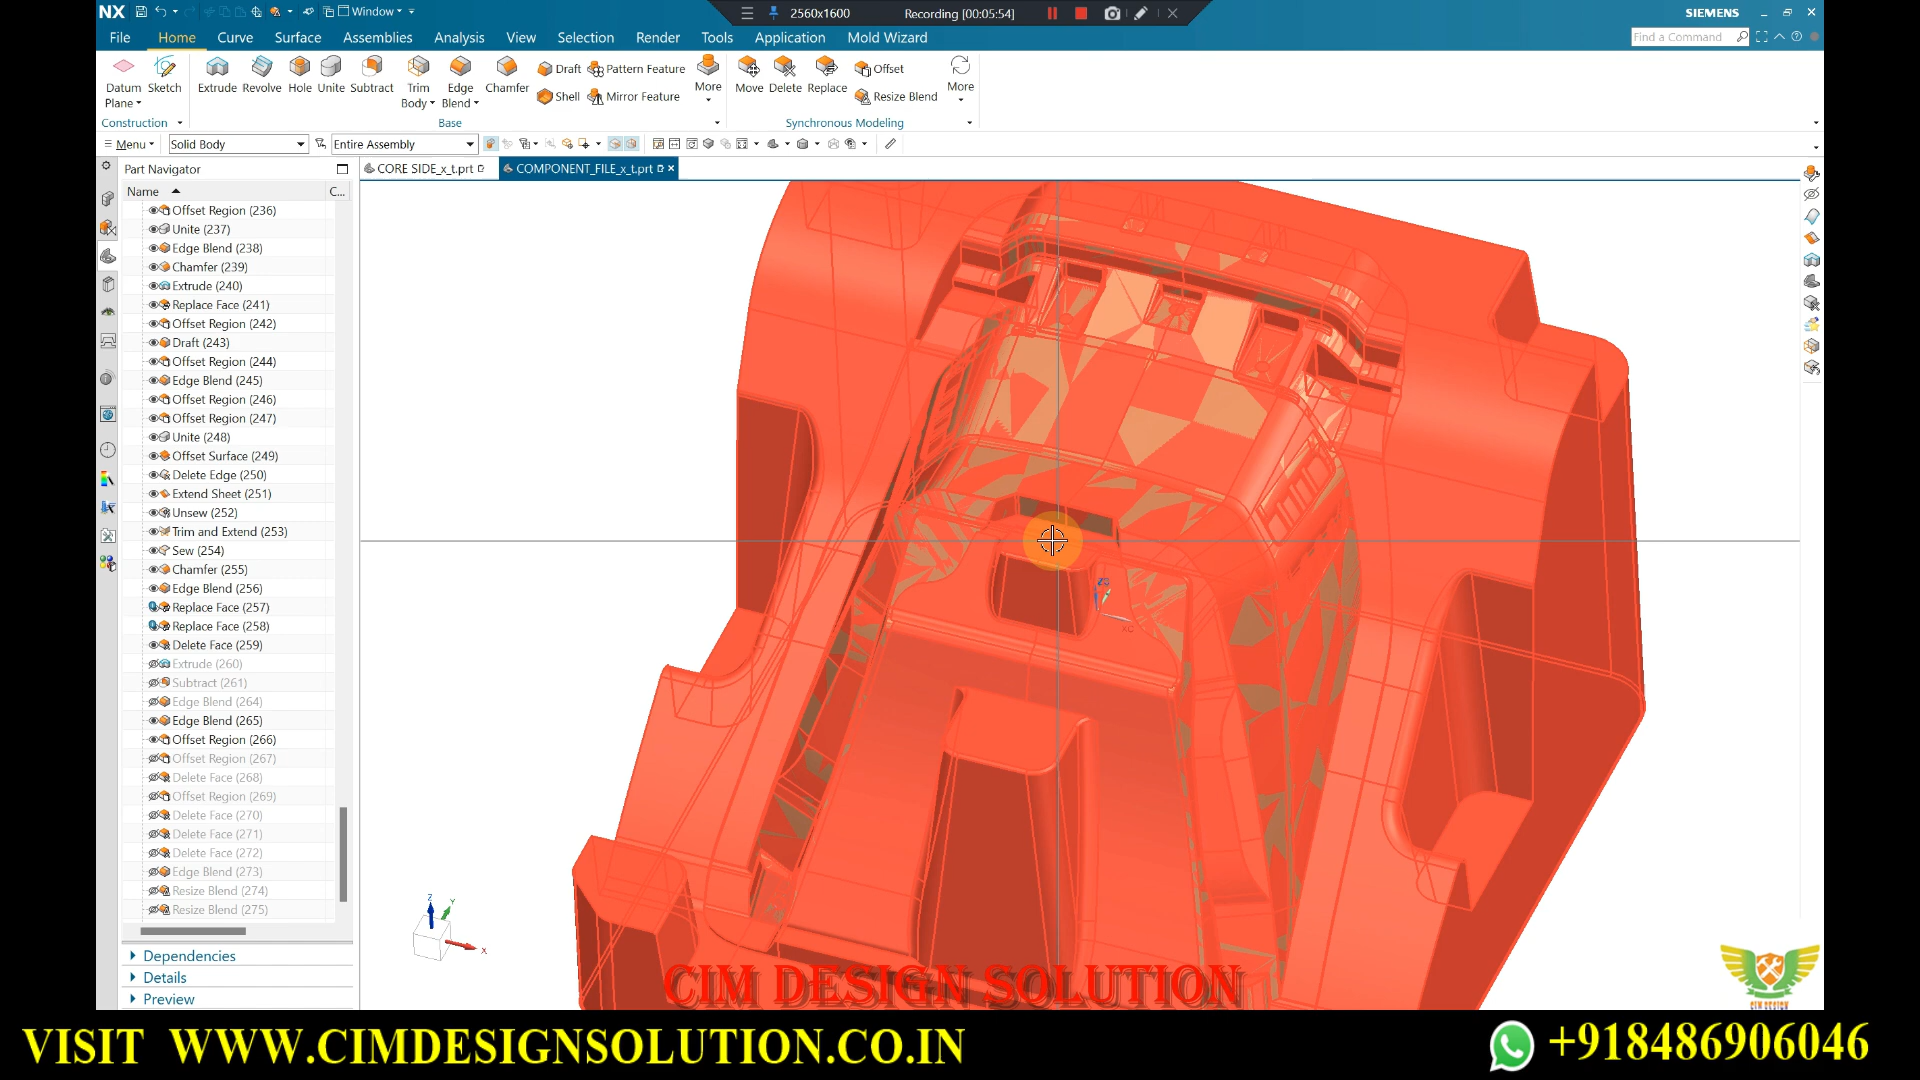 NX Window 2560x1600 Recording [00:05:54] SIEMENS
File Home Curve Surface Assemblies Analysis View Selection Render Tools Application Mold Wizard Find a Command
Datum Plane Sketch Extrude Revolve Hole Unite Subtract Trim Body Edge Blend Chamfer Draft Pattern Feature More Move Delete Replace Offset More
Shell Mirror Feature Resize Blend
Construction Base Synchronous Modeling
Menu Solid Body Entire Assembly
Part Navigator CORE SIDE_x_t.prt COMPONENT_FILE_x_t.prt
Name C...
Offset Region (236)
Unite (237)
Edge Blend (238)
Chamfer (239)
Extrude (240)
Replace Face (241)
Offset Region (242)
Draft (243)
Offset Region (244)
Edge Blend (245)
Offset Region (246)
Offset Region (247)
Unite (248)
Offset Surface (249)
Delete Edge (250)
Extend Sheet (251)
Unsew (252)
Trim and Extend (253)
Sew (254)
Chamfer (255)
Edge Blend (256)
Replace Face (257)
Replace Face (258)
Delete Face (259)
Extrude (260)
Subtract (261)
Edge Blend (264)
Edge Blend (265)
Offset Region (266)
Offset Region (267)
Delete Face (268)
Offset Region (269)
Delete Face (270)
Delete Face (271)
Delete Face (272)
Edge Blend (273)
Resize Blend (274)
Resize Blend (275)
Dependencies
Details
Preview
XC
Z
Y
X
CIM DESIGN SOLUTION
CIM DESIGN
VISIT WWW.CIMDESIGNSOLUTION.CO.IN +918486906046